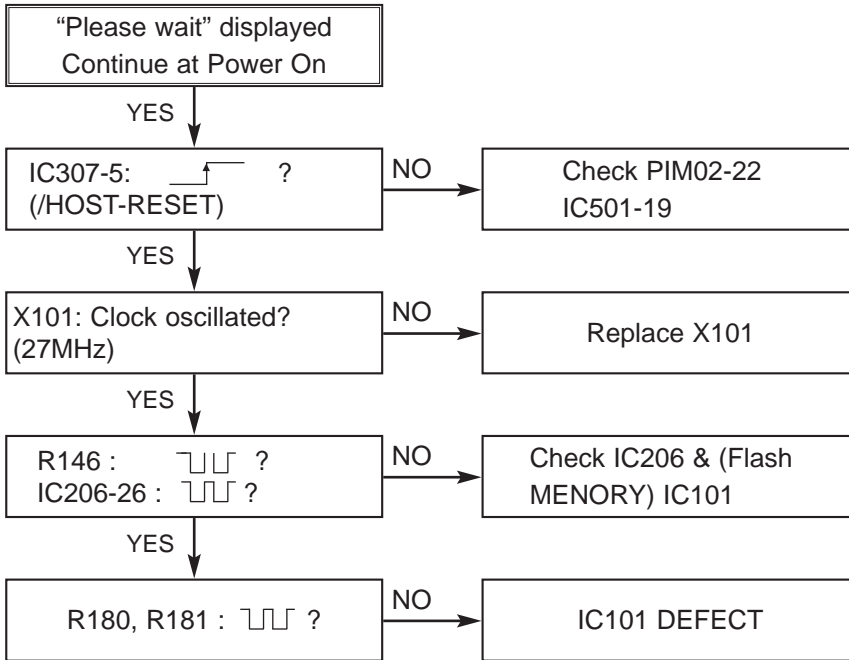 “Please wait” displayed
Continue at Power On
YES
IC307-5: ?
(/HOST-RESET)
NO
Check PIM02-22
IC501-19
YES
X101: Clock oscillated?
(27MHz)
NO
Replace X101
YES
R146 : ?
IC206-26 : ?
NO
Check IC206 & (Flash
MENORY) IC101
YES
R180, R181 : ?
NO
IC101 DEFECT